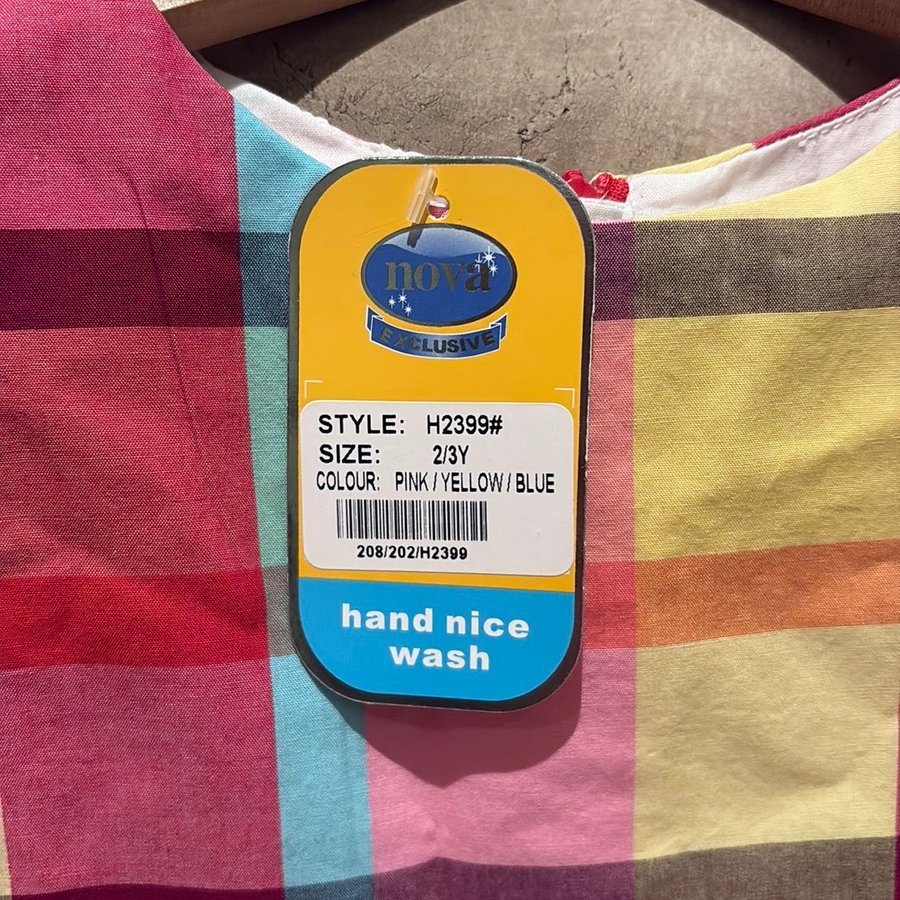 nova
EXCLUSIVE
STYLE: H2399#
SIZE: 2/3Y
COLOUR: PINK / YELLOW / BLUE
208/202/H2399
hand nice
wash